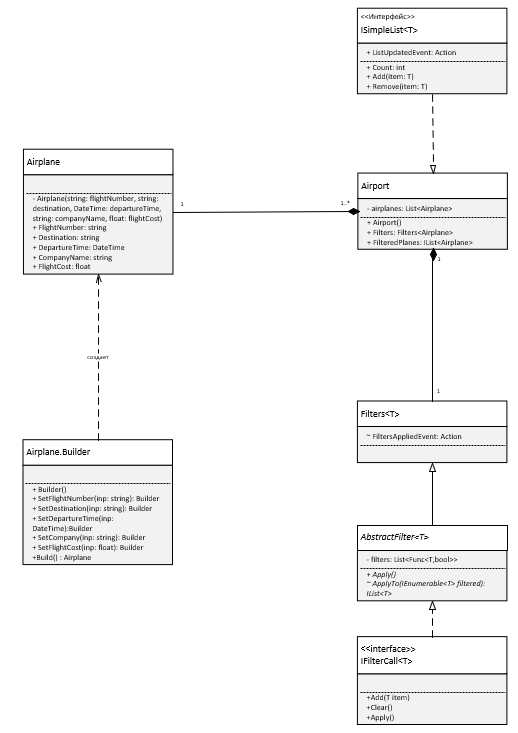 <<Интерфейс>>
ISimpleList<T>
+ ListUpdatedEvent: Action
+ Count: int
+ Add(item: T)
+ Remove(item: T)
Airplane
- Airplane(string: flightNumber, string:
destination, DateTime: departureTime,
string: companyName, float: flightCost)
+ FlightNumber: string
+ Destination: string
+ DepartureTime: DateTime
+ CompanyName: string
+ FlightCost: float
1
1..*
Airport
- airplanes: List<Airplane>
+ Airport()
+ Filters: Filters<Airplane>
+ FilteredPlanes: IList<Airplane>
1
создает
1
Filters<T>
~ FiltersAppliedEvent: Action
Airplane.Builder
+ Builder()
+ SetFlightNumber(inp: string): Builder
+ SetDestination(inp: string): Builder
+ SetDepartureTime(inp:
DateTime):Builder
+ SetCompany(inp: string): Builder
+ SetFlightCost(inp: float): Builder
+Build() : Airplane
AbstractFilter<T>
- filters: List<Func<T,bool>>
+ Apply()
~ ApplyTo(IEnumerable<T> filtered):
IList<T>
<<interface>>
IFilterCall<T>
+Add(T item)
+Clear()
+Apply()